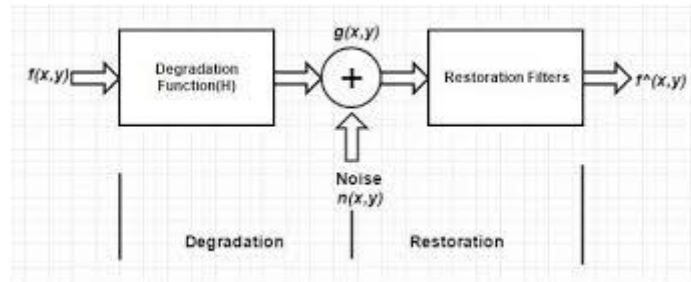 g(x,y)
f(x,y)
Degradation
Function(H)
+
Restoration Filters
f^(x,y)
Noise
n(x,y)
Degradation
Restoration